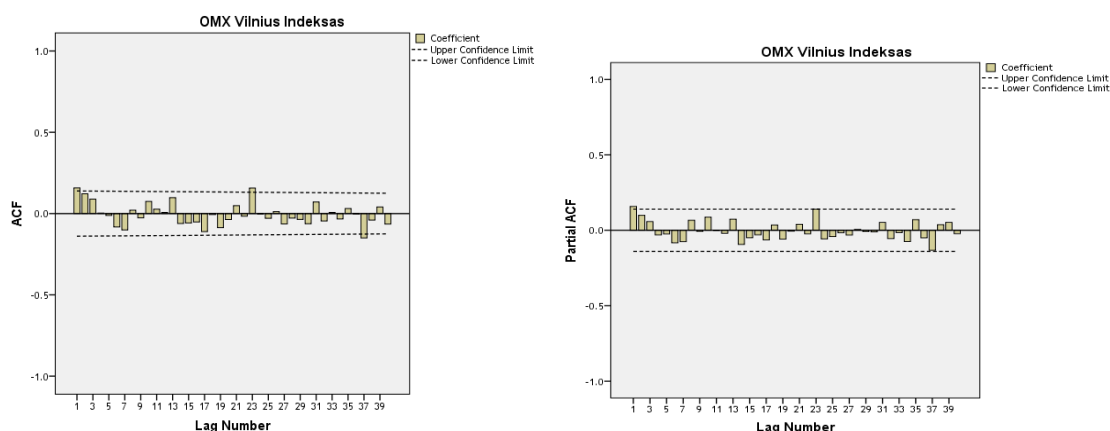 OMX Vilnius Indeksas
Coefficient
Upper Confidence Limit
Lower Confidence Limit
1.0
0.5
0.0
-0.5
-1.0
ACF
1 3 5 7 9 11 13 15 17 19 21 23 25 27 29 31 33 35 37 39
Lag Number
OMX Vilnius Indeksas
Coefficient
Upper Confidence Limit
Lower Confidence Limit
1.0
0.5
0.0
-0.5
-1.0
Partial ACF
1 3 5 7 9 11 13 15 17 19 21 23 25 27 29 31 33 35 37 39
Lag Number